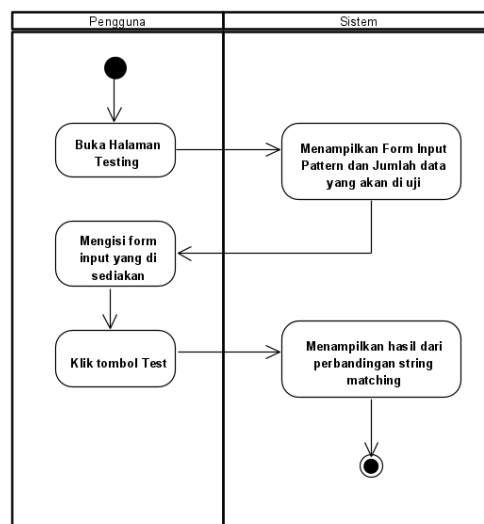 Pengguna
Sistem
Buka Halaman
Testing
Menampilkan Form Input
Pattern dan Jumlah data
yang akan di uji
Mengisi form
input yang di
sediakan
Klik tombol Test
Menampilkan hasil dari
perbandingan string
matching